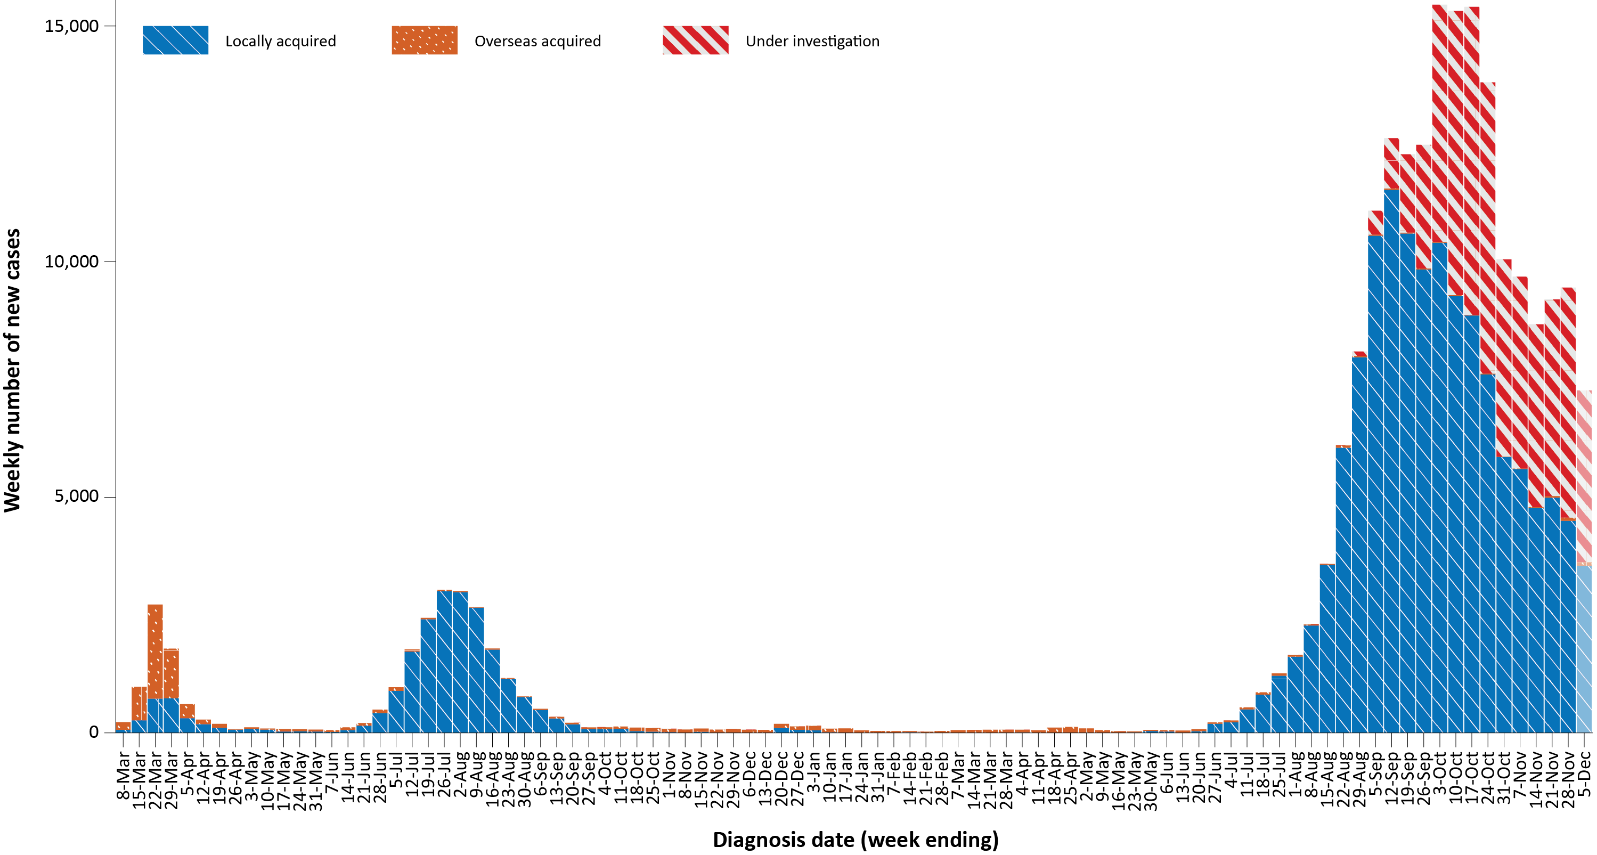 15,000
Locally acquired
Overseas acquired
Under investigation
10,000
5,000
0
Weekly number of new cases
8-Mar
15-Mar
22-Mar
29-Mar
5-Apr
12-Apr
19-Apr
26-Apr
3-May
10-May
17-May
24-May
31-May
7-Jun
14-Jun
21-Jun
28-Jun
5-Jul
12-Jul
19-Jul
26-Jul
2-Aug
9-Aug
16-Aug
23-Aug
30-Aug
6-Sep
13-Sep
20-Sep
27-Sep
4-Oct
11-Oct
18-Oct
25-Oct
1-Nov
8-Nov
15-Nov
22-Nov
29-Nov
6-Dec
13-Dec
20-Dec
27-Dec
3-Jan
10-Jan
17-Jan
24-Jan
31-Jan
7-Feb
14-Feb
21-Feb
28-Feb
7-Mar
14-Mar
21-Mar
28-Mar
4-Apr
11-Apr
18-Apr
25-Apr
2-May
9-May
16-May
23-May
30-May
6-Jun
13-Jun
20-Jun
27-Jun
4-Jul
11-Jul
18-Jul
25-Jul
1-Aug
8-Aug
15-Aug
22-Aug
29-Aug
5-Sep
12-Sep
19-Sep
26-Sep
3-Oct
10-Oct
17-Oct
24-Oct
31-Oct
7-Nov
14-Nov
21-Nov
28-Nov
5-Dec
Diagnosis date (week ending)